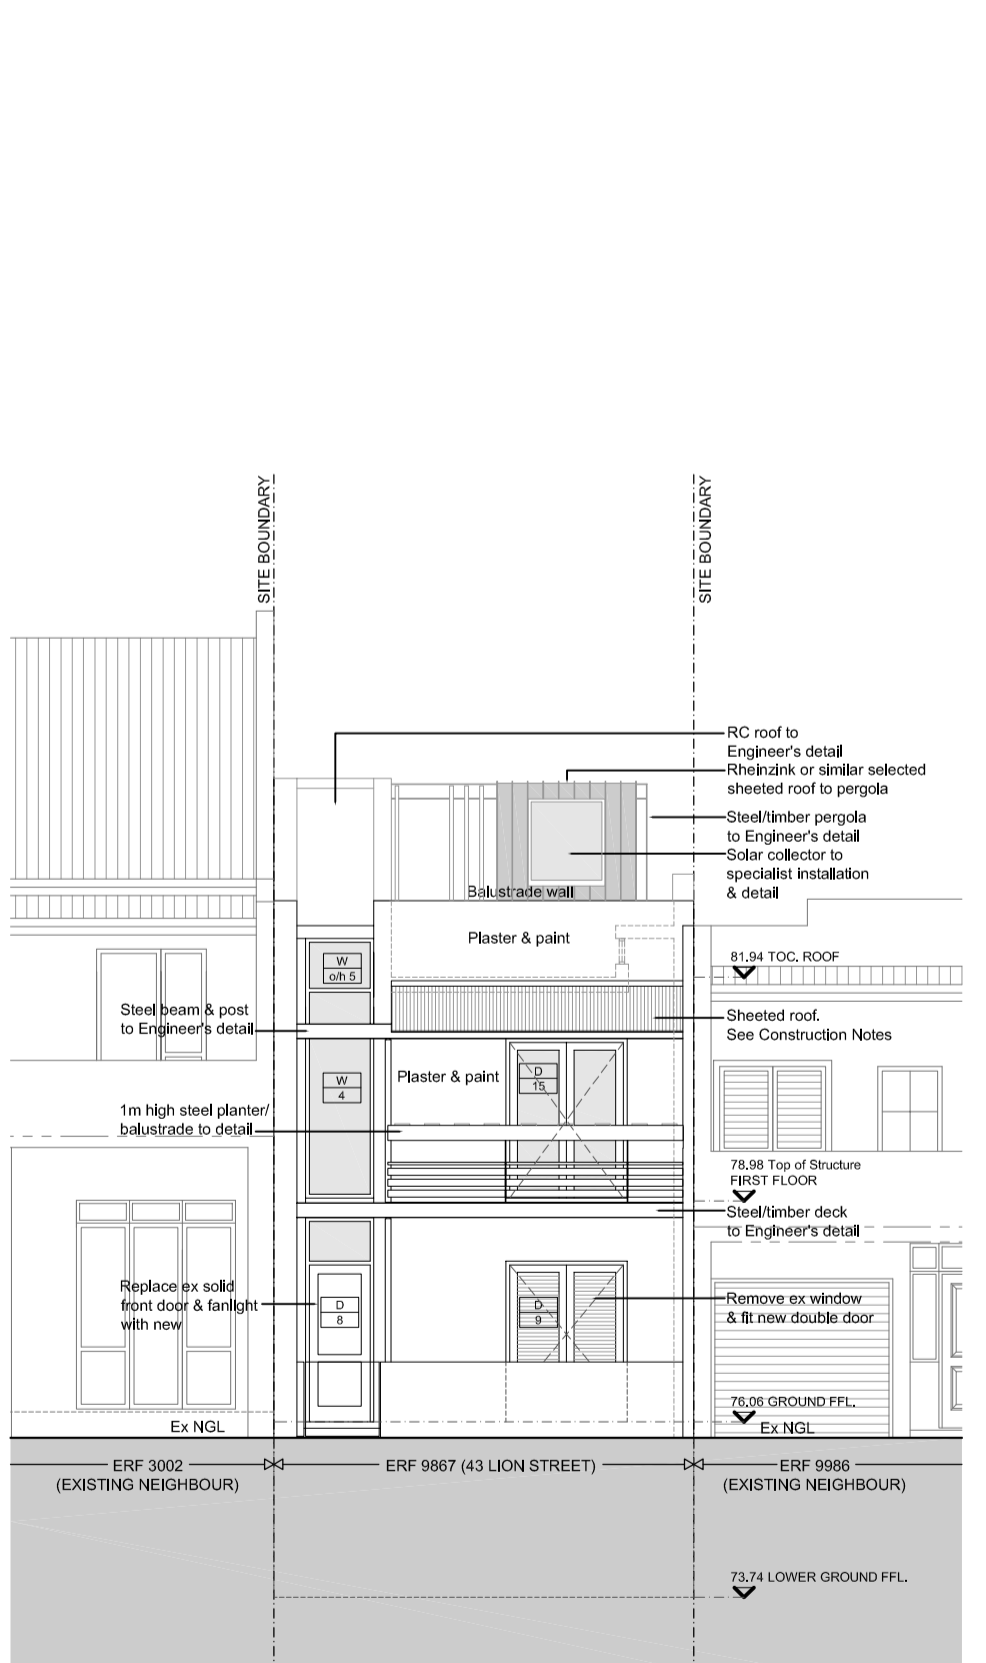 SITE BOUNDARY
SITE BOUNDARY
RC roof to
Engineer's detail
Rheinzink or similar selected
sheeted roof to pergola
Steel/timber pergola
to Engineer's detail
Solar collector to
specialist installation
& detail
Balustrade wall
Plaster & paint
81.94 TOC. ROOF
W
o/h 5
Steel beam & post
to Engineer's detail
Sheeted roof.
See Construction Notes
Plaster & paint
D
15
W
4
1m high steel planter/
balustrade to detail
78.98 Top of Structure
FIRST FLOOR
Steel/timber deck
to Engineer's detail
Replace ex solid
front door & fanlight
with new
D
8
D
9
Remove ex window
& fit new double door
76.06 GROUND FFL.
Ex NGL
Ex NGL
ERF 3002
(EXISTING NEIGHBOUR)
ERF 9867 (43 LION STREET)
ERF 9986
(EXISTING NEIGHBOUR)
73.74 LOWER GROUND FFL.